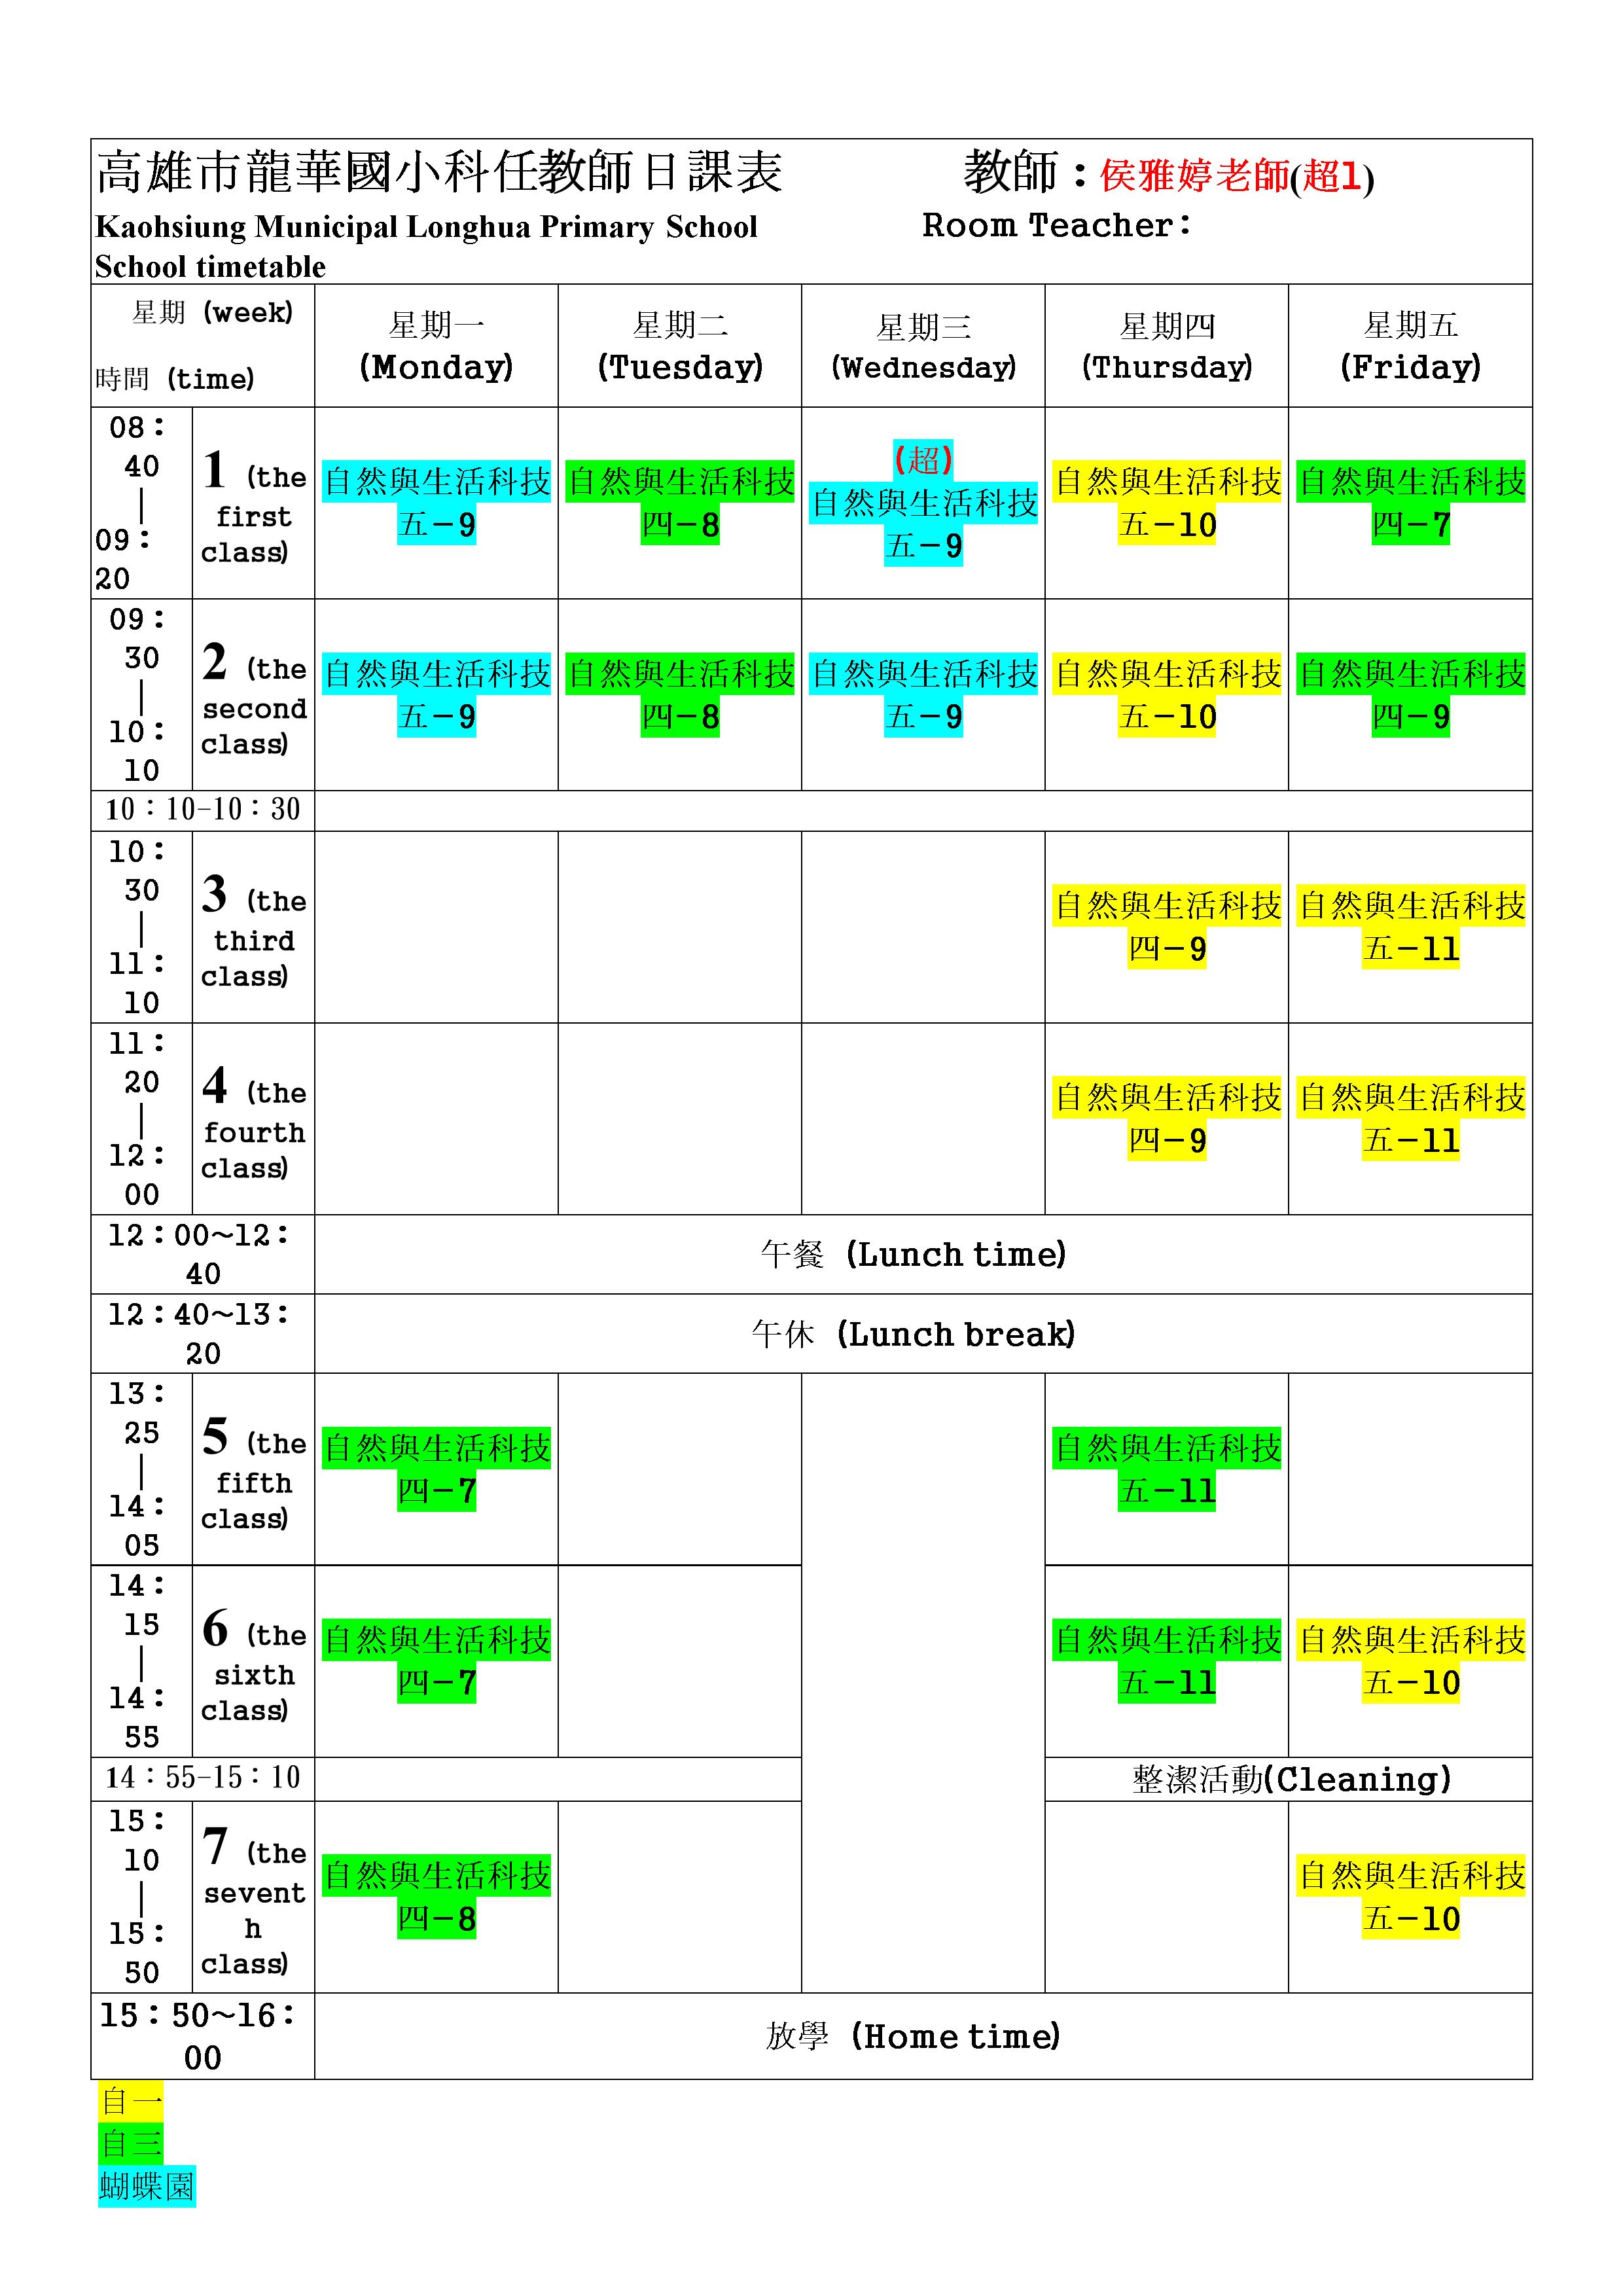 高雄市龍華國小科任教師日課表 教師：侯雅婷老師(超1)
Kaohsiung Municipal Longhua Primary School Room Teacher：
School timetable
星期 (week)
時間 (time)
星期一
(Monday)
星期二
(Tuesday)
星期三
(Wednesday)
星期四
(Thursday)
星期五
(Friday)
08：
40
｜
09：
20
1 (the
first
class)
自然與生活科技
五－9
自然與生活科技
四－8
(超)
自然與生活科技
五－9
自然與生活科技
五－10
自然與生活科技
四－7
09：
30
｜
10：
10
2 (the
second
class)
自然與生活科技
五－9
自然與生活科技
四－8
自然與生活科技
五－9
自然與生活科技
五－10
自然與生活科技
四－9
10：10-10：30
10：
30
｜
11：
10
3 (the
third
class)
自然與生活科技
四－9
自然與生活科技
五－11
11：
20
｜
12：
00
4 (the
fourth
class)
自然與生活科技
四－9
自然與生活科技
五－11
12：00~12：
40
午餐 (Lunch time)
12：40~13：
20
午休 (Lunch break)
13：
25
｜
14：
05
5 (the
fifth
class)
自然與生活科技
四－7
自然與生活科技
五－11
14：
15
｜
14：
55
6 (the
sixth
class)
自然與生活科技
四－7
自然與生活科技
五－11
自然與生活科技
五－10
14：55-15：10
整潔活動(Cleaning)
15：
10
｜
15：
50
7 (the
sevent
h
class)
自然與生活科技
四－8
自然與生活科技
五－10
15：50~16：
00
放學 (Home time)
自一
自三
蝴蝶園